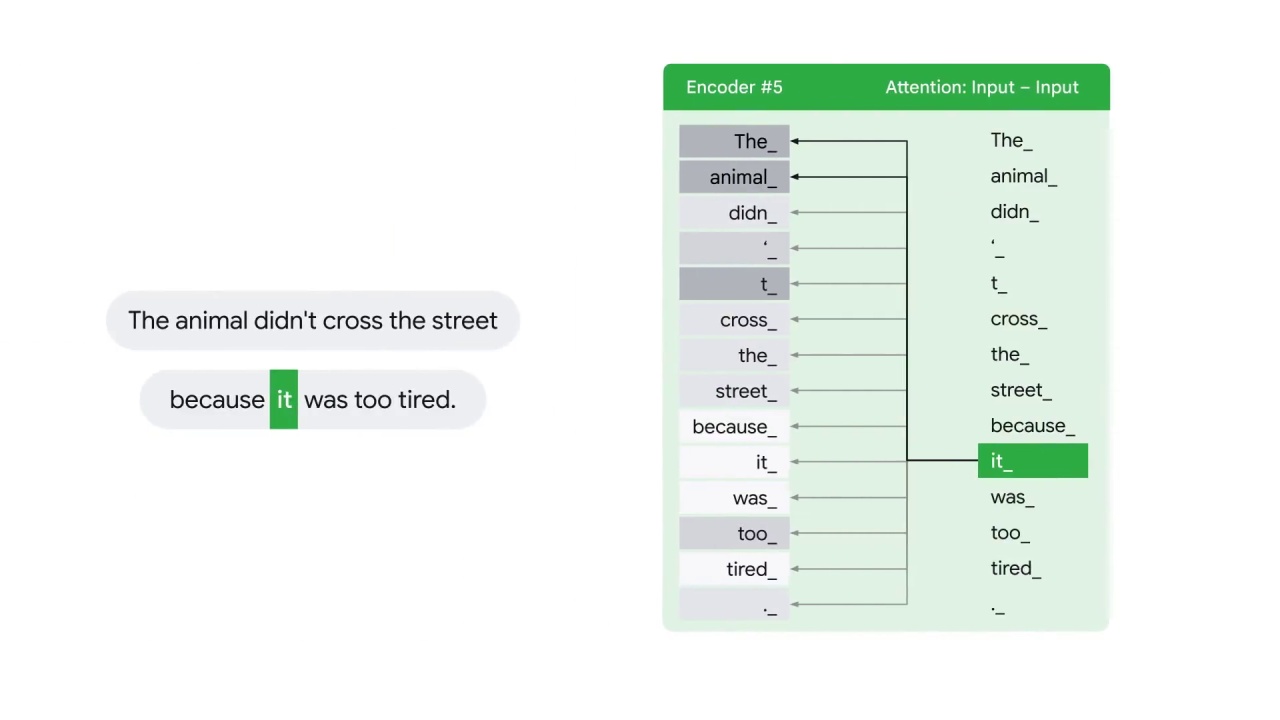 The animal didn't cross the street
because it was too tired.
Encoder #5 Attention: Input – Input
The_ The_
animal_ animal_
didn_ didn_
‘_ ‘_
t_ t_
cross_ cross_
the_ the_
street_ street_
because_ because_
it_ it_
was_ was_
too_ too_
tired_ tired_
._ ._